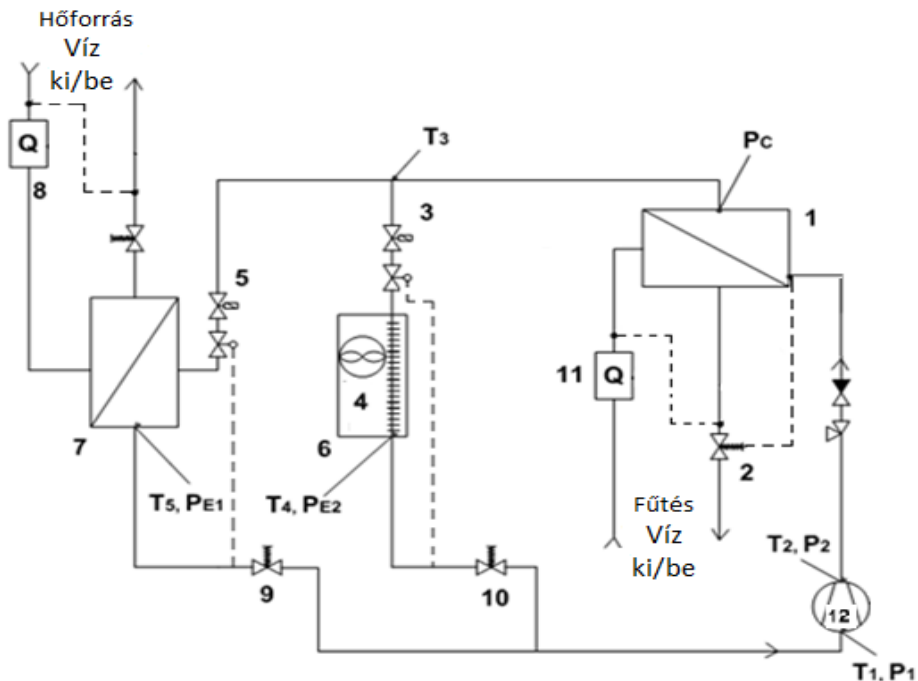 Hőforrás
Víz
ki/be
Q
8
T3
3
5
4
6
7
T5, PE1
T4, PE2
9
10
PC
1
11
Q
2
Fűtés
Víz
ki/be
T2, P2
12
T1, P1